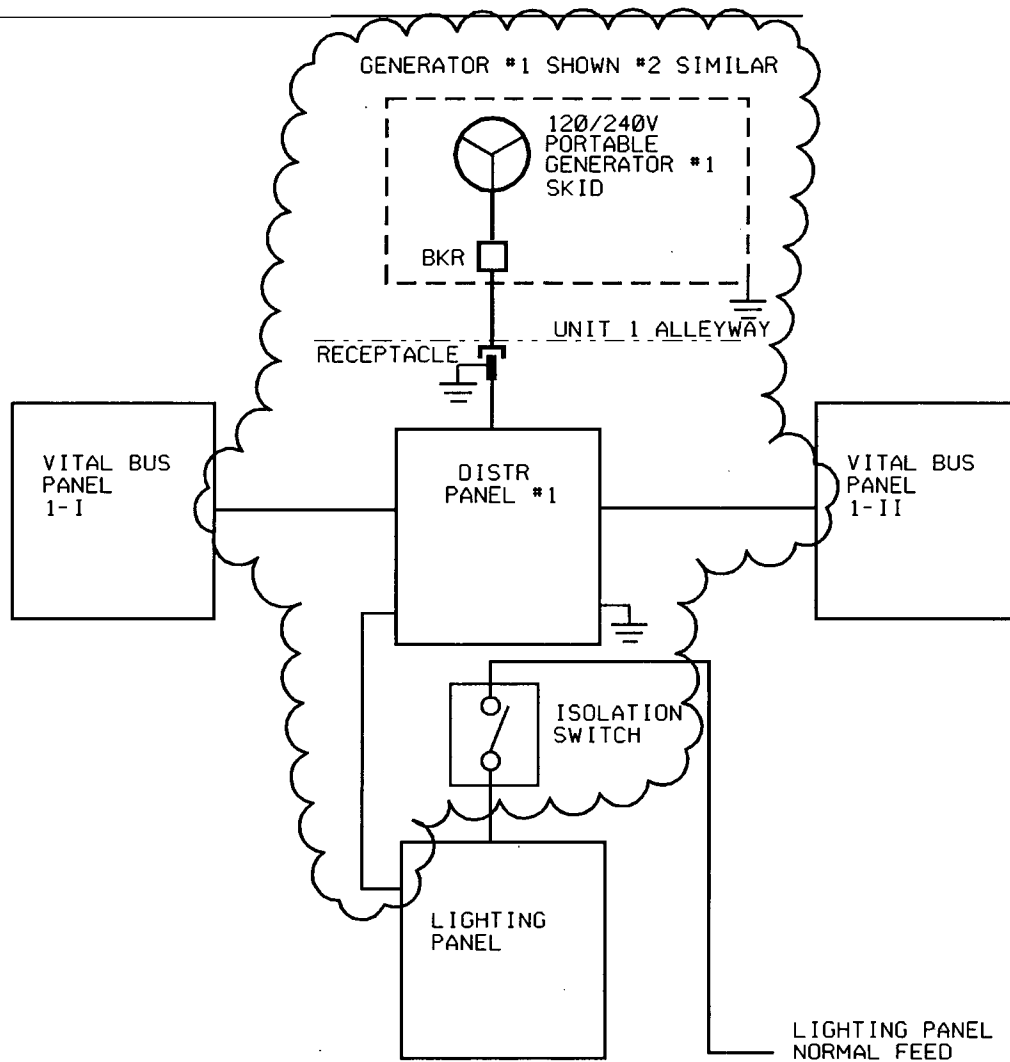 GENERATOR #1 SHOWN #2 SIMILAR
120/240V
PORTABLE
GENERATOR #1
SKID
BKR
UNIT 1 ALLEYWAY
RECEPTACLE
VITAL BUS
PANEL
1-I
DISTR
PANEL #1
VITAL BUS
PANEL
1-II
ISOLATION
SWITCH
LIGHTING
PANEL
LIGHTING PANEL
NORMAL FEED